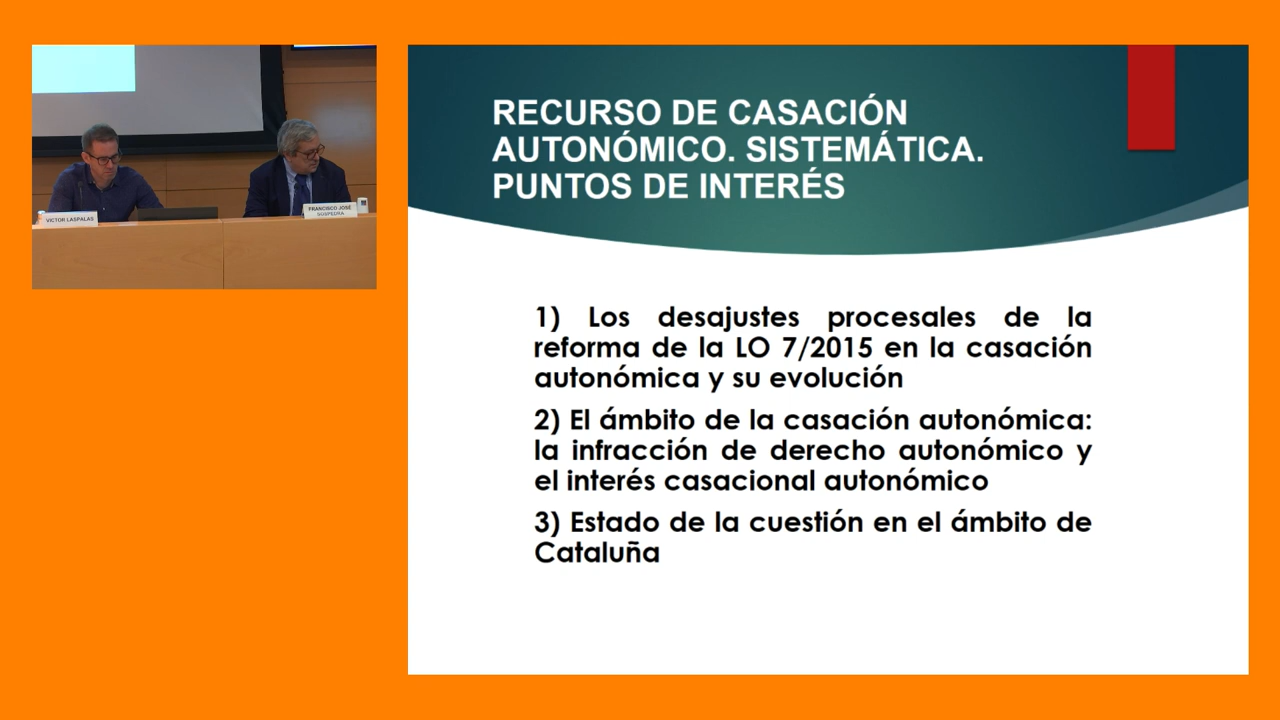 VICTOR LASPALAS
FRANCISCO JOSÉ
SOSPEDRA
RECURSO DE CASACIÓN
AUTONÓMICO. SISTEMÁTICA.
PUNTOS DE INTERÉS
1) Los desajustes procesales de la
reforma de la LO 7/2015 en la casación
autonómica y su evolución
2) El ámbito de la casación autonómica:
la infracción de derecho autonómico y
el interés casacional autonómico
3) Estado de la cuestión en el ámbito de
Cataluña